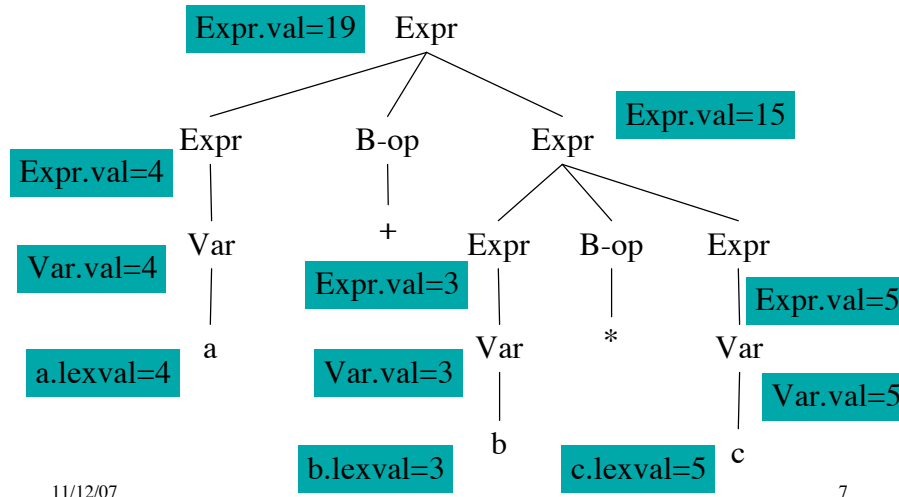 Expr.val=19 Expr
Expr.val=15
Expr B-op Expr
Expr.val=4
Var + Expr B-op Expr
Var.val=4
Expr.val=3
Expr.val=5
a Var * Var
a.lexval=4
Var.val=3
Var.val=5
b c
b.lexval=3
c.lexval=5
11/12/07 7